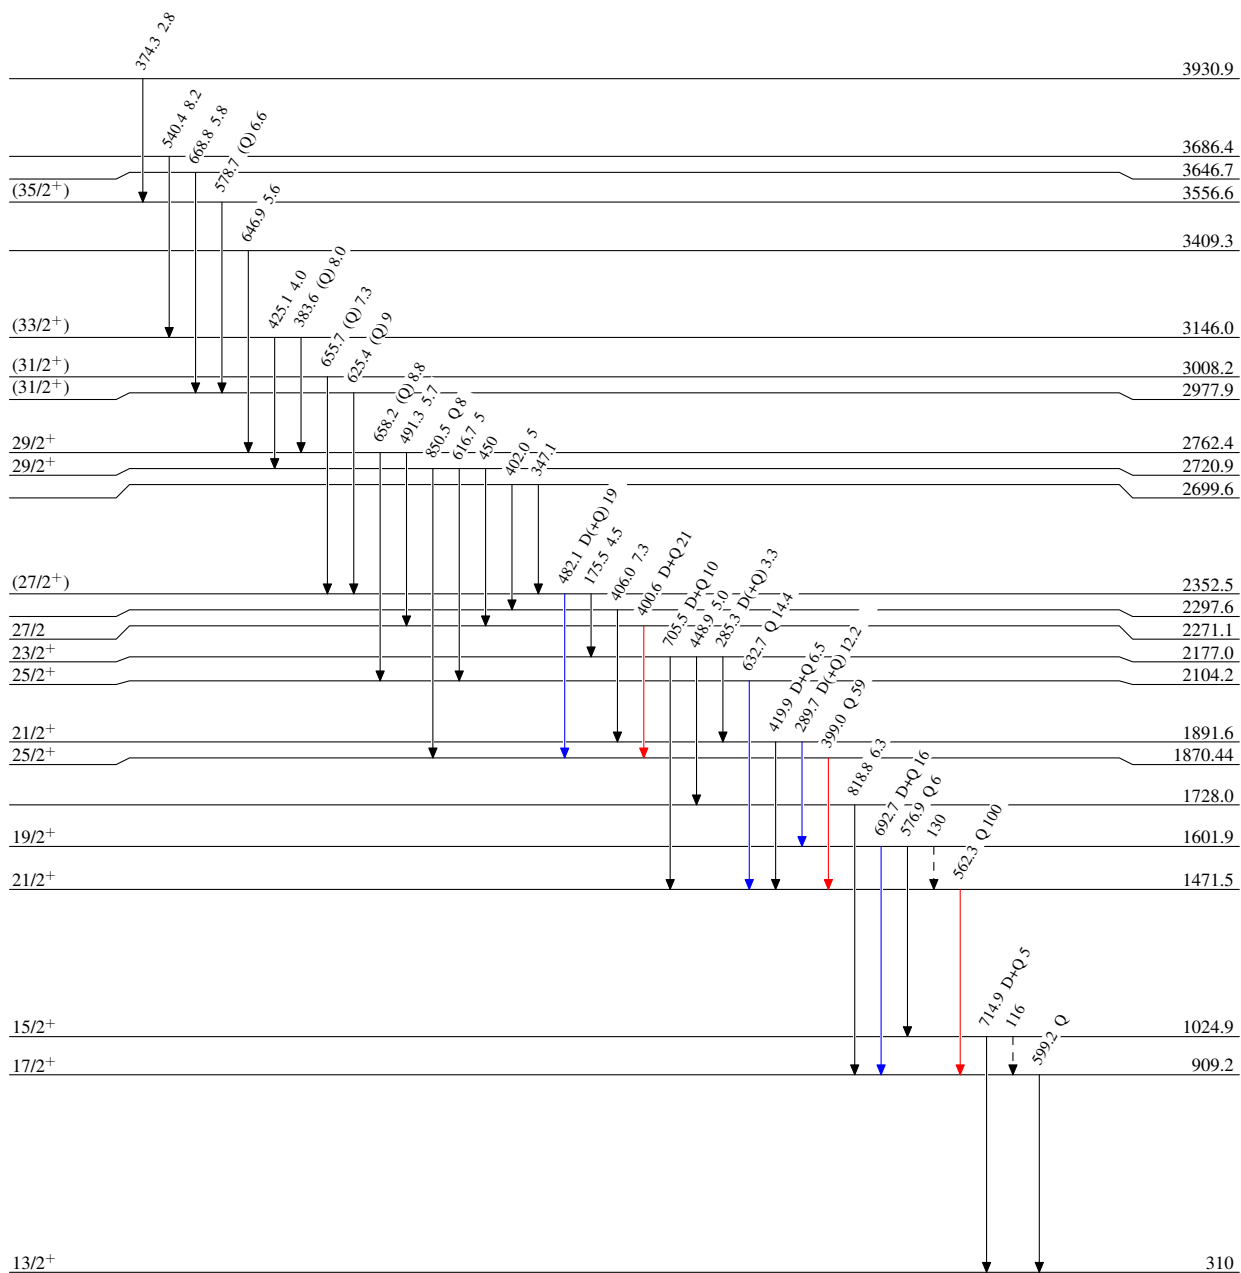 374.3 2.8
3930.9
540.4 8.2
668.8 5.8
578.7 (Q) 6.6
3686.4
3646.7
(35/2+) 3556.6
646.9 5.6
3409.3
425.1 4.0
383.6 (Q) 8.0
(33/2+) 3146.0
655.7 (Q) 7.3
625.4 (Q) 9
(31/2+) 3008.2
(31/2+) 2977.9
658.2 (Q) 8.8
491.3 5.7
850.5 Q 8
616.7 5
450
402.0 5
347.1
29/2+ 2762.4
29/2+ 2720.9
2699.6
482.1 D(+Q) 19
175.5 4.5
406.0 7.3
400.6 D+Q 21
(27/2+) 2352.5
2297.6
27/2 2271.1
705.5 D+Q 10
448.9 5.0
285.3 D(+Q) 3.3
632.7 Q 14.4
23/2+ 2177.0
25/2+ 2104.2
419.9 D+Q 6.5
289.7 D(+Q) 12.2
399.0 Q 59
21/2+ 1891.6
25/2+ 1870.44
818.8 6.3
692.7 D+Q 16
576.9 Q 6
130
1728.0
19/2+ 1601.9
562.3 Q 100
21/2+ 1471.5
714.9 D+Q 5
116
599.2 Q
15/2+ 1024.9
17/2+ 909.2
13/2+ 310